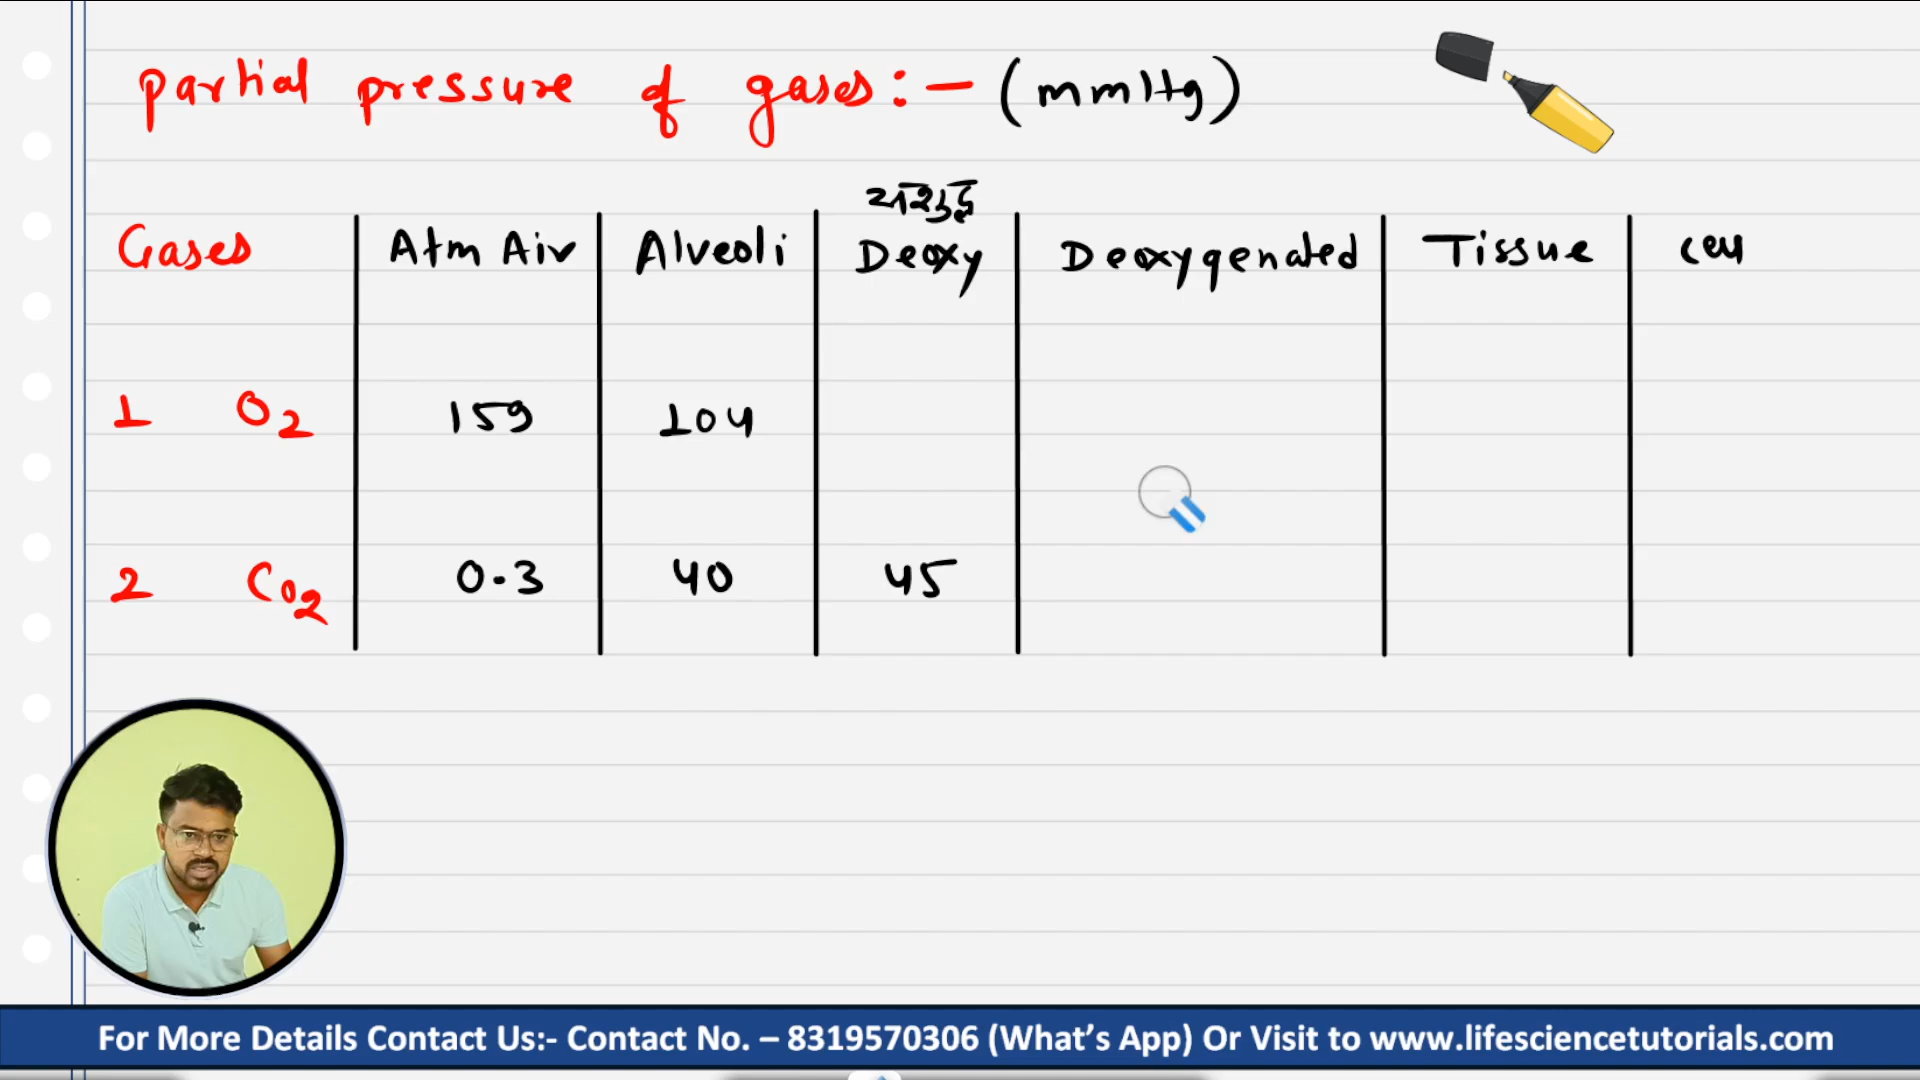 partial pressure of gases:- (mmHg)
Gases Atm Air Alveoli Deoxy Deoxygenated Tissue Cell
1 O2 159 104
2 CO2 0.3 40 45
For More Details Contact Us:- Contact No. – 8319570306 (What's App) Or Visit to www.lifesciencetutorials.com